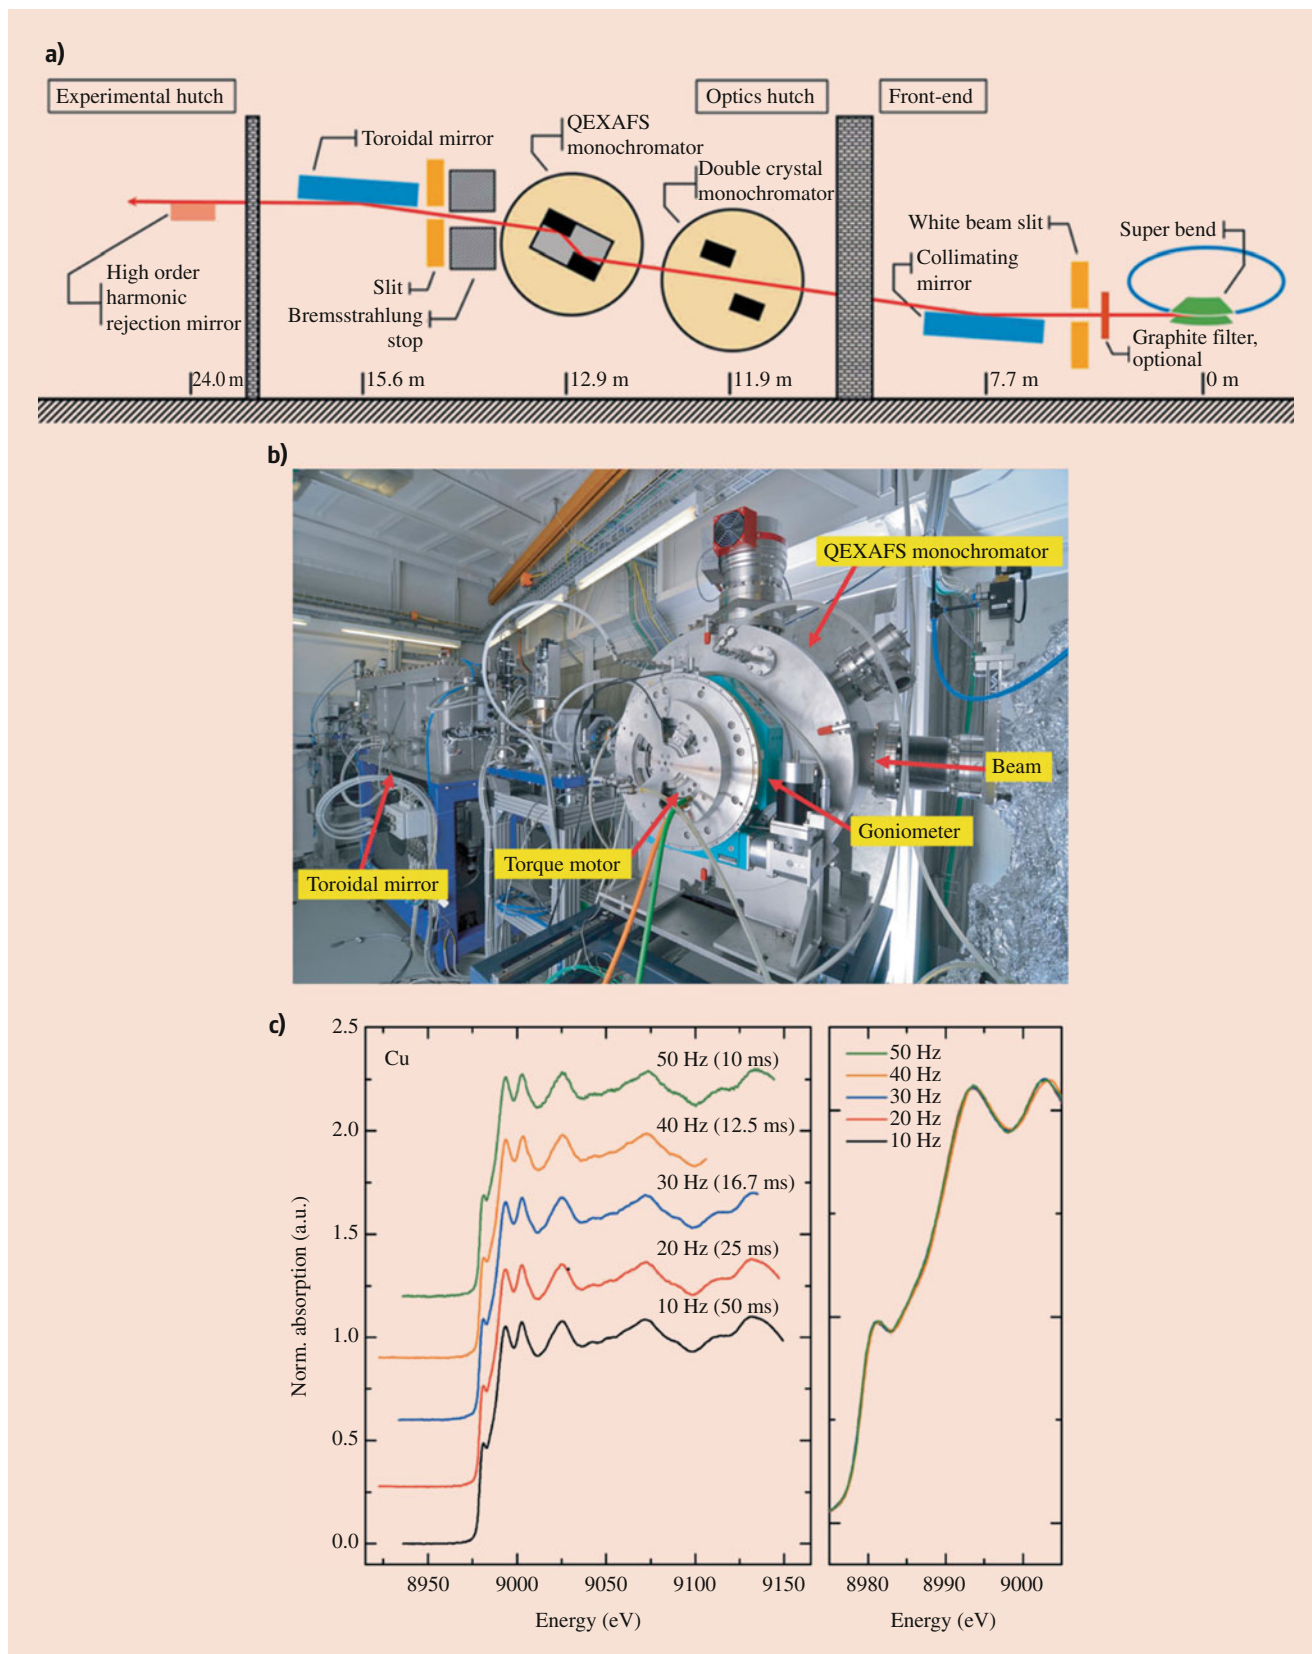 a)
Experimental hutch
Optics hutch
Front-end
Toroidal mirror
QEXAFS
monochromator
Double crystal
monochromator
White beam slit
Super bend
Collimating
mirror
High order
harmonic
rejection mirror
Slit
Bremsstrahlung
stop
Graphite filter,
optional
24.0 m
15.6 m
12.9 m
11.9 m
7.7 m
0 m
b)
QEXAFS monochromator
Beam
Goniometer
Torque motor
Toroidal mirror
c)
Norm. absorption (a.u.)
2.5
2.0
1.5
1.0
0.5
0.0
Cu
50 Hz (10 ms)
40 Hz (12.5 ms)
30 Hz (16.7 ms)
20 Hz (25 ms)
10 Hz (50 ms)
8950 9000 9050 9100 9150
Energy (eV)
50 Hz
40 Hz
30 Hz
20 Hz
10 Hz
8980 8990 9000
Energy (eV)